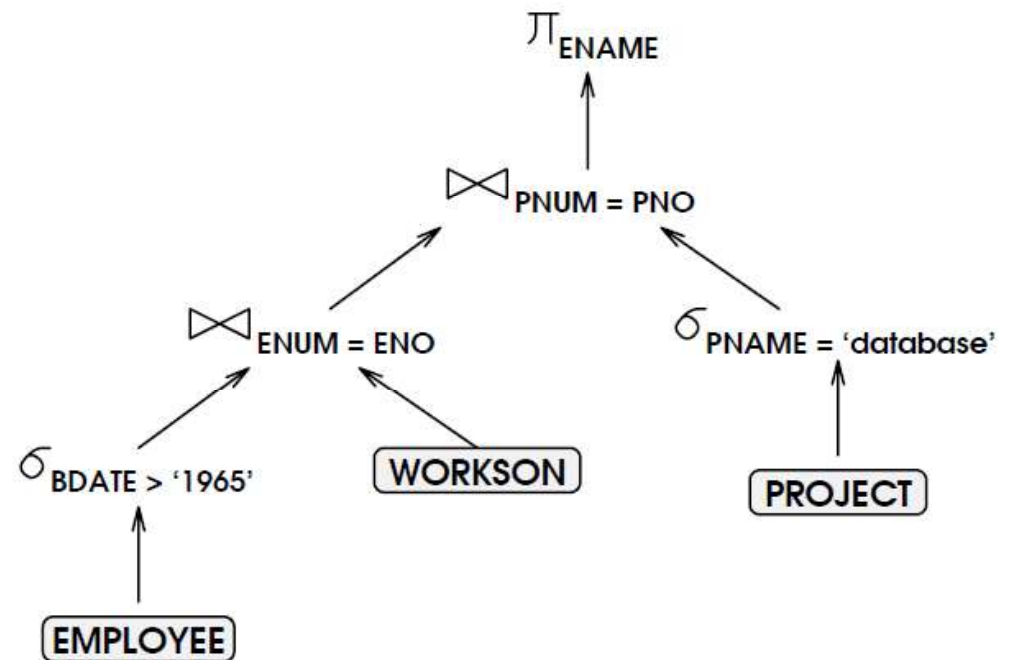 π ENAME
⋈ PNUM = PNO
⋈ ENUM = ENO
σ PNAME = ‘database’
σ BDATE > ‘1965’
WORKSON
PROJECT
EMPLOYEE